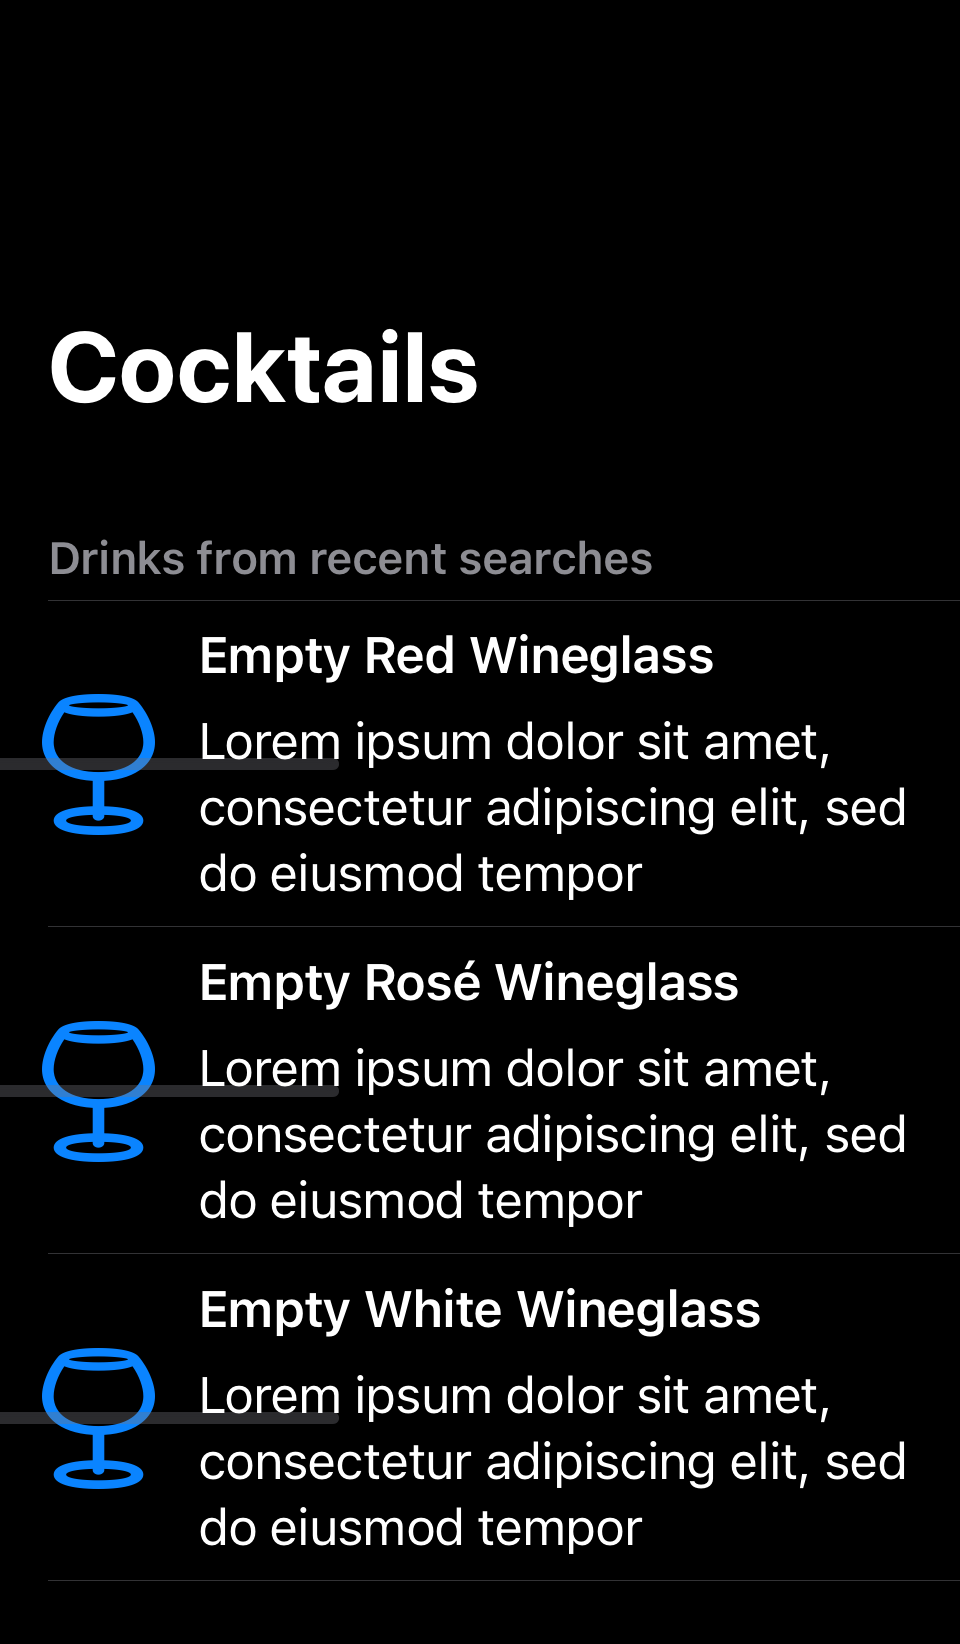 Cocktails
Drinks from recent searches
Empty Red Wineglass
Lorem ipsum dolor sit amet,
consectetur adipiscing elit, sed
do eiusmod tempor
Empty Rosé Wineglass
Lorem ipsum dolor sit amet,
consectetur adipiscing elit, sed
do eiusmod tempor
Empty White Wineglass
Lorem ipsum dolor sit amet,
consectetur adipiscing elit, sed
do eiusmod tempor